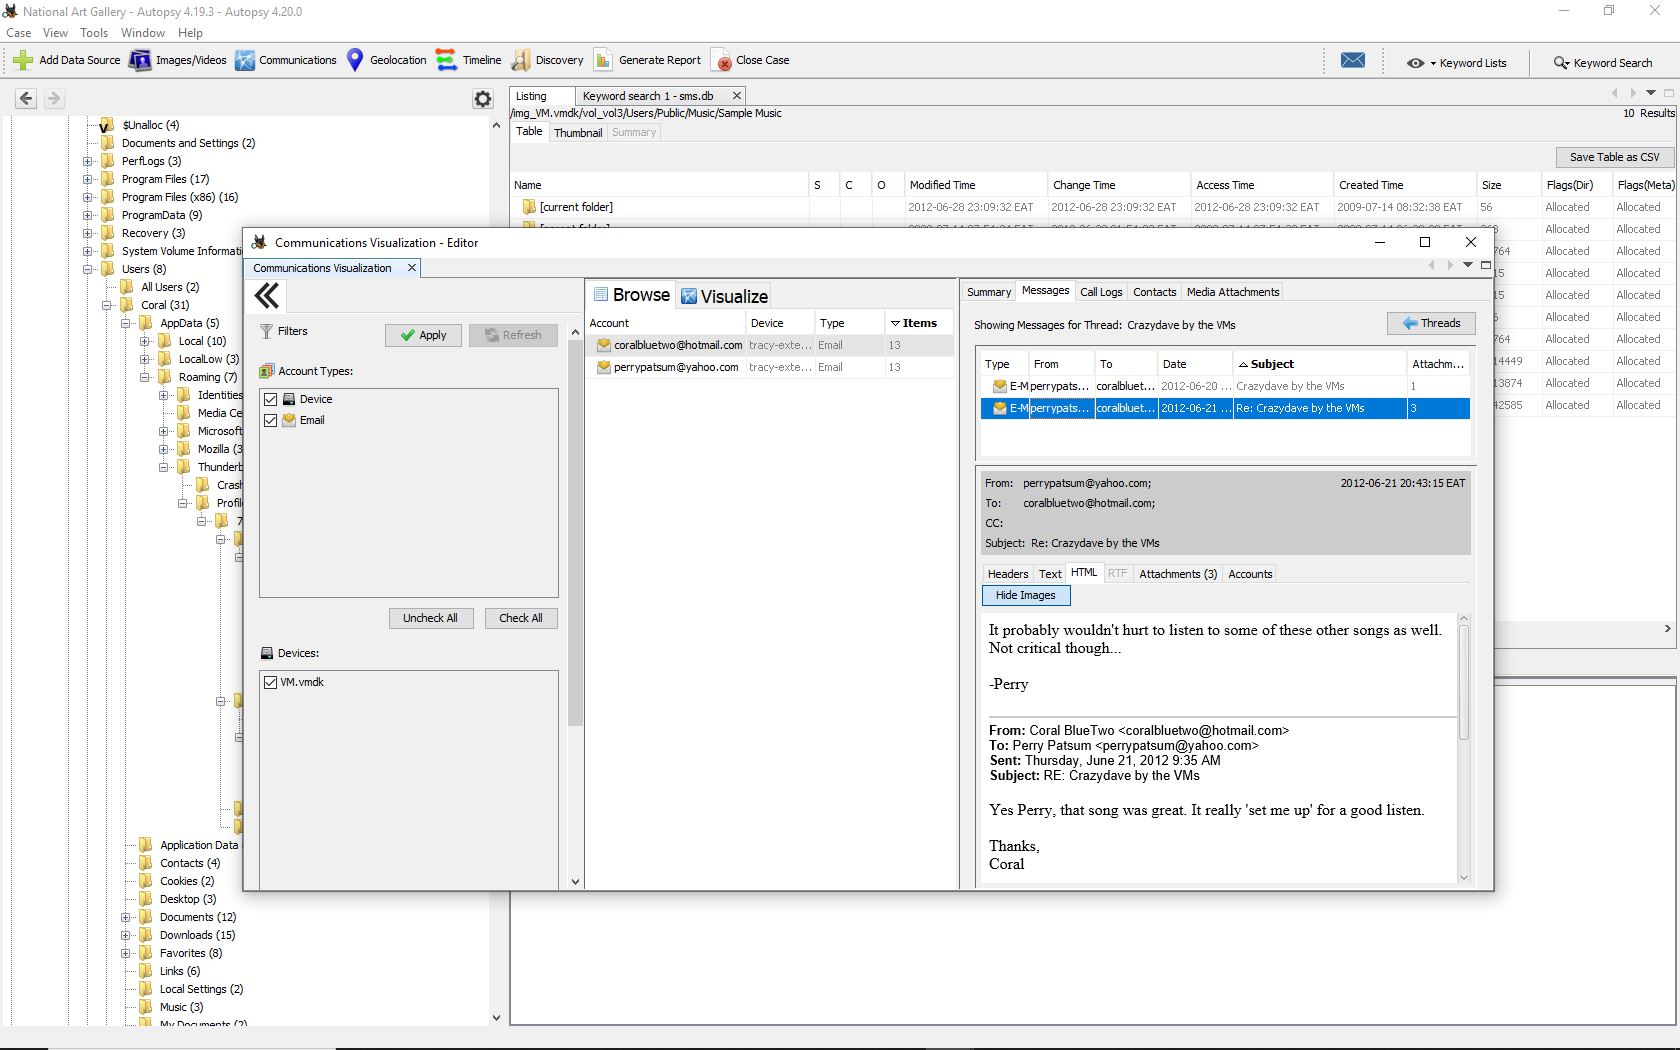 National Art Gallery - Autopsy 4.19.3 - Autopsy 4.20.0
Case View Tools Window Help
Add Data Source Images/Videos Communications Geolocation Timeline Discovery Generate Report Close Case Keyword Lists Keyword Search
Listing Keyword search 1 - sms.db
/img_VM.vmdk/vol_vol3/Users/Public/Music/Sample Music
10 Results
Table Thumbnail Summary
Save Table as CSV
Name S C O Modified Time Change Time Access Time Created Time Size Flags(Dir) Flags(Meta)
[current folder] 2012-06-28 23:09:32 EAT 2012-06-28 23:09:32 EAT 2012-06-28 23:09:32 EAT 2009-07-14 08:32:38 EAT 56 Allocated Allocated
Allocated Allocated
764 Allocated Allocated
15 Allocated Allocated
15 Allocated Allocated
Allocated Allocated
764 Allocated Allocated
14449 Allocated Allocated
13874 Allocated Allocated
42585 Allocated Allocated
$Unalloc (4)
Documents and Settings (2)
PerfLogs (3)
Program Files (17)
Program Files (x86) (16)
ProgramData (9)
Recovery (3)
System Volume Informati
Users (8)
All Users (2)
Coral (31)
AppData (5)
Local (10)
LocalLow (3)
Roaming (7)
Identities
Media Ce
Microsoft
Mozilla (3
Thunderb
Crash
Profil
7
Application Data
Contacts (4)
Cookies (2)
Desktop (3)
Documents (12)
Downloads (15)
Favorites (8)
Links (6)
Local Settings (2)
Music (3)
My Documents (2)
Communications Visualization - Editor
Communications Visualization
Filters Apply Refresh
Account Types:
Device
Email
Uncheck All Check All
Devices:
VM.vmdk
Browse Visualize
Account Device Type Items
coralbluetwo@hotmail.com tracy-exte... Email 13
perrypatsum@yahoo.com tracy-exte... Email 13
Summary Messages Call Logs Contacts Media Attachments
Showing Messages for Thread: Crazydave by the VMs
Threads
Type From To Date Subject Attachm...
E-M perrypats... coralbluet... 2012-06-20 ... Crazydave by the VMs 1
E-M perrypats... coralbluet... 2012-06-21 ... Re: Crazydave by the VMs 3
From: perrypatsum@yahoo.com; 2012-06-21 20:43:15 EAT
To: coralbluetwo@hotmail.com;
CC:
Subject: Re: Crazydave by the VMs
Headers Text HTML RTF Attachments (3) Accounts
Hide Images
It probably wouldn't hurt to listen to some of these other songs as well.
Not critical though...
-Perry
From: Coral BlueTwo <coralbluetwo@hotmail.com>
To: Perry Patsum <perrypatsum@yahoo.com>
Sent: Thursday, June 21, 2012 9:35 AM
Subject: RE: Crazydave by the VMs
Yes Perry, that song was great. It really 'set me up' for a good listen.
Thanks,
Coral